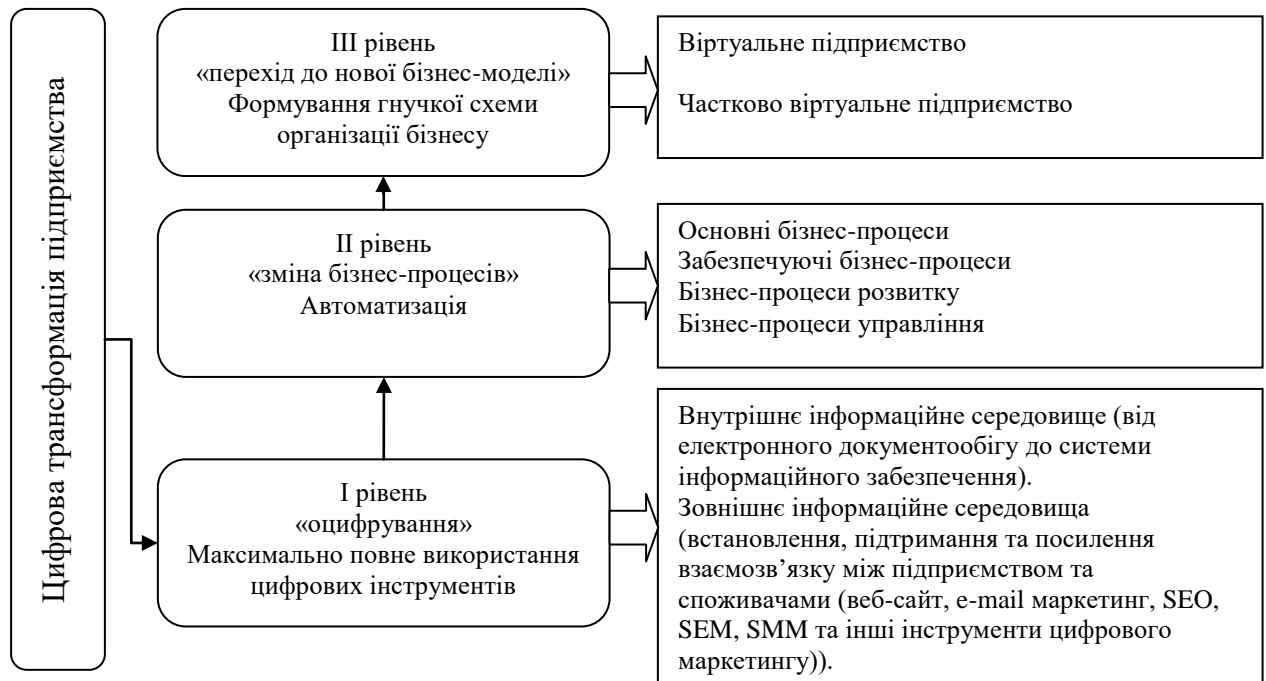 Цифрова трансформація підприємства
III рівень
«перехід до нової бізнес-моделі»
Формування гнучкої схеми
організації бізнесу
Віртуальне підприємство
Частково віртуальне підприємство
II рівень
«зміна бізнес-процесів»
Автоматизація
Основні бізнес-процеси
Забезпечуючі бізнес-процеси
Бізнес-процеси розвитку
Бізнес-процеси управління
I рівень
«оцифрування»
Максимально повне використання
цифрових інструментів
Внутрішнє інформаційне середовище (від
електронного документообігу до системи
інформаційного забезпечення).
Зовнішнє інформаційне середовища
(встановлення, підтримання та посилення
взаємозв’язку між підприємством та
споживачами (веб-сайт, e-mail маркетинг, SEO,
SEM, SMM та інші інструменти цифрового
маркетингу)).